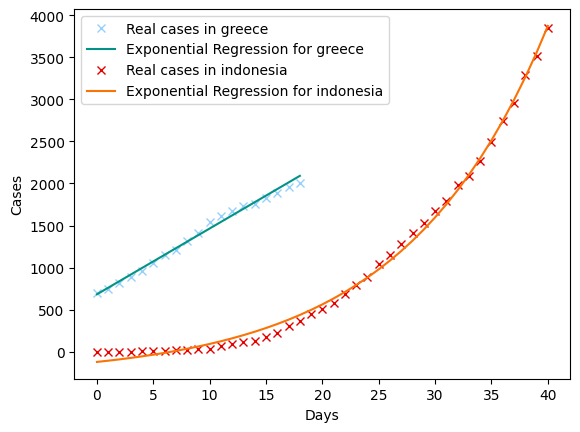 Real cases in greece
Exponential Regression for greece
Real cases in indonesia
Exponential Regression for indonesia
4000
3500
3000
2500
2000
1500
1000
500
0
Cases
0 5 10 15 20 25 30 35 40
Days